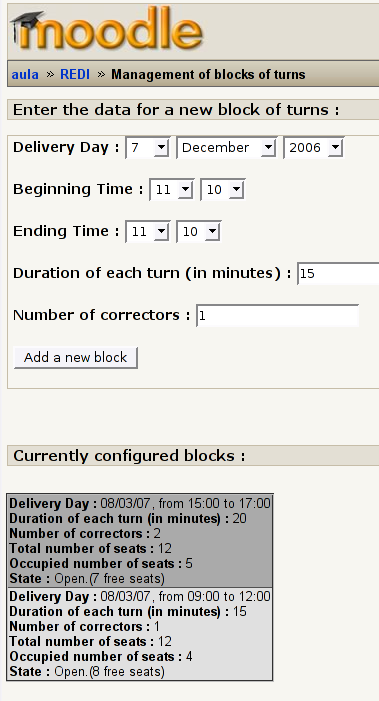 moodle
aula » REDI » Management of blocks of turns
Enter the data for a new block of turns :
Delivery Day : 7 December 2006
Beginning Time : 11 10
Ending Time : 11 10
Duration of each turn (in minutes) : 15
Number of correctors : 1
Add a new block
Currently configured blocks :
Delivery Day : 08/03/07, from 15:00 to 17:00
Duration of each turn (in minutes) : 20
Number of correctors : 2
Total number of seats : 12
Occupied number of seats : 5
State : Open.(7 free seats)
Delivery Day : 08/03/07, from 09:00 to 12:00
Duration of each turn (in minutes) : 15
Number of correctors : 1
Total number of seats : 12
Occupied number of seats : 4
State : Open.(8 free seats)